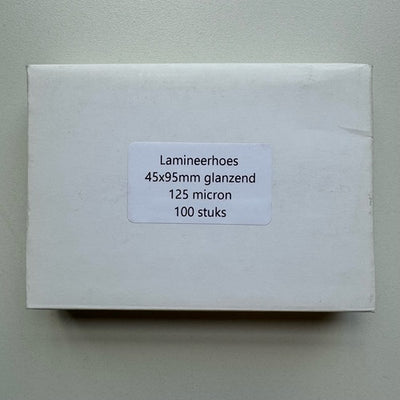 Lamineerhoes
45x95mm glanzend
125 micron
100 stuks